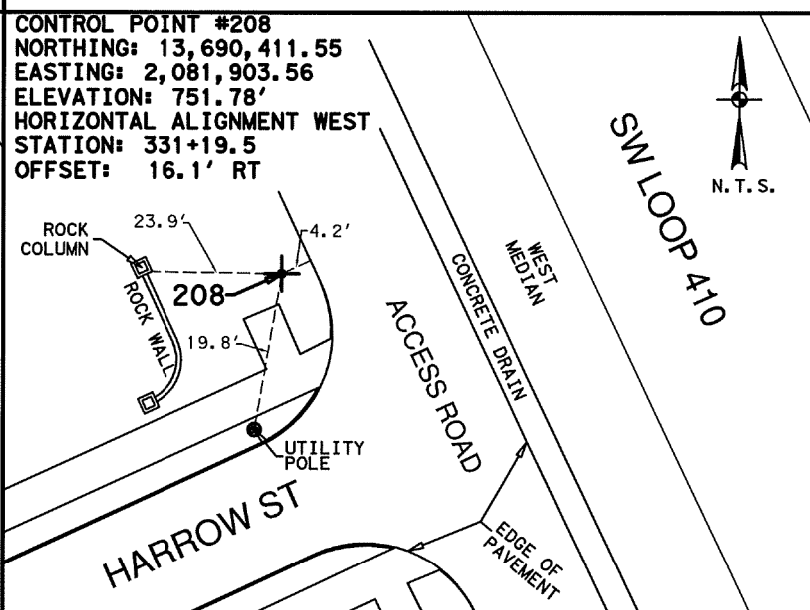 CONTROL POINT #208
NORTHING: 13,690,411.55
EASTING: 2,081,903.56
ELEVATION: 751.78'
HORIZONTAL ALIGNMENT WEST
STATION: 331+19.5
OFFSET: 16.1' RT
N.T.S.
SW LOOP 410
ROCK
COLUMN
23.9'
4.2'
208
ROCK WALL
19.8'
WEST
MEDIAN
CONCRETE DRAIN
ACCESS ROAD
UTILITY
POLE
HARROW ST
EDGE OF
PAVEMENT